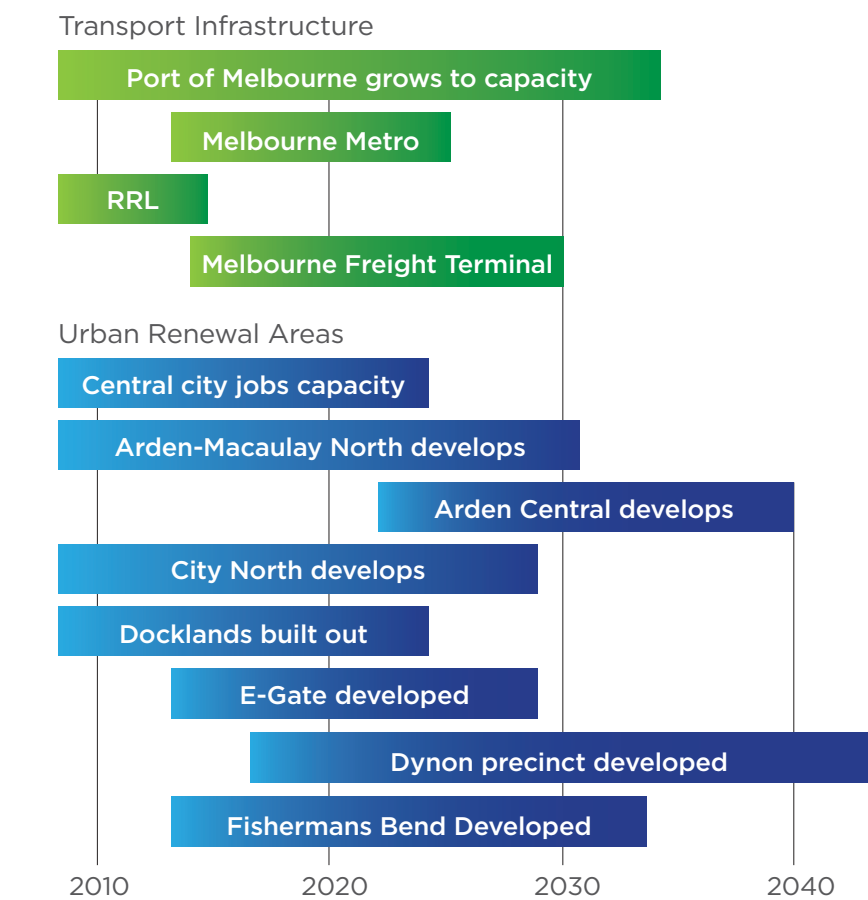 Transport Infrastructure
Port of Melbourne grows to capacity
Melbourne Metro
RRL
Melbourne Freight Terminal
Urban Renewal Areas
Central city jobs capacity
Arden-Macaulay North develops
Arden Central develops
City North develops
Docklands built out
E-Gate developed
Dynon precinct developed
Fishermans Bend Developed
2010 2020 2030 2040